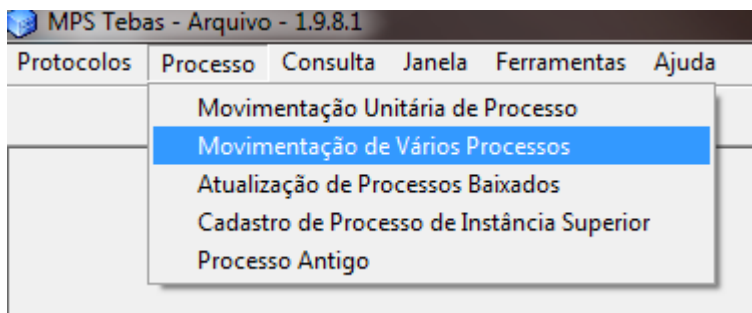 MPS Tebas - Arquivo - 1.9.8.1
Protocolos Processo Consulta Janela Ferramentas Ajuda
Movimentação Unitária de Processo
Movimentação de Vários Processos
Atualização de Processos Baixados
Cadastro de Processo de Instância Superior
Processo Antigo